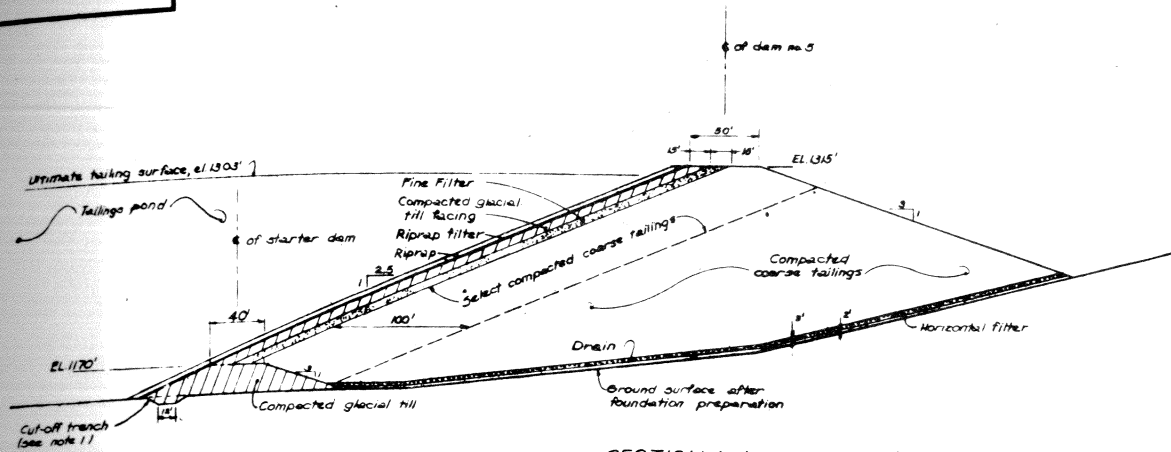 ℄ of dam no. 5
50'
15'
18'
EL. 1315'
Ultimate tailing surface, el. 1303'
Fine Filter
Compacted glacial
till facing
Riprap filter
Riprap
Tailings pond
℄ of starter dam
3
1
2.5
1
Select compacted coarse tailings
Compacted
coarse tailings
40'
100'
3'
2'
Horizontal filter
EL. 1170'
Drain
1
Compacted glacial till
Ground surface after
foundation preparation
Cut-off trench
(see note 1)